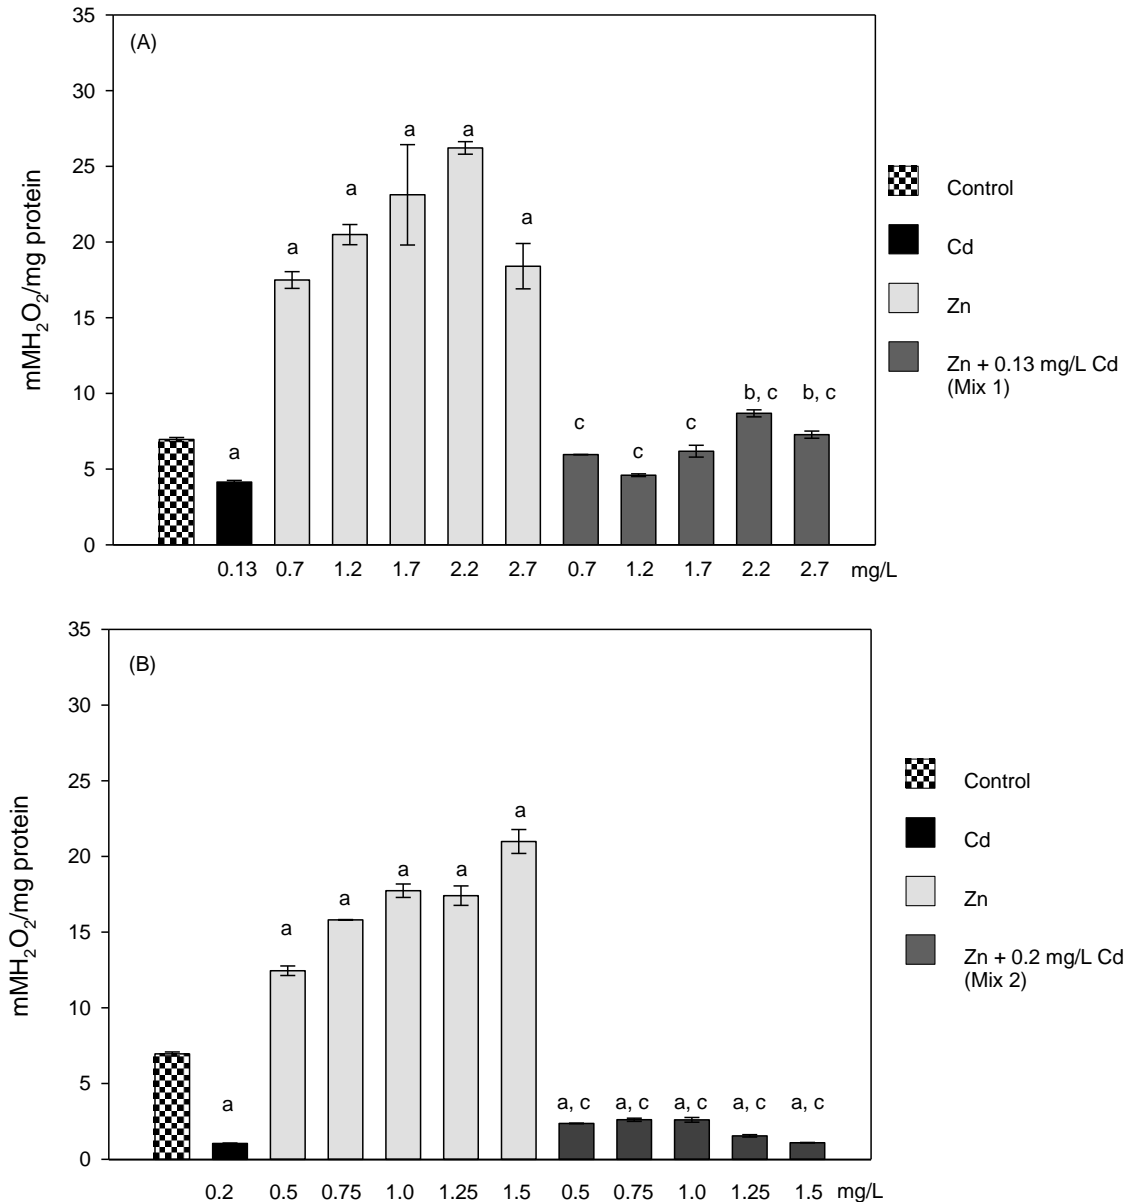 (A)
35
30
25
20
15
10
5
0
mMH₂O₂/mg protein
a
a
a
a
a
a
c
c
c
b, c
b, c
0.13 0.7 1.2 1.7 2.2 2.7 0.7 1.2 1.7 2.2 2.7 mg/L
Control
Cd
Zn
Zn + 0.13 mg/L Cd
(Mix 1)
(B)
35
30
25
20
15
10
5
0
mMH₂O₂/mg protein
a
a
a
a
a
a
a, c
a, c
a, c
a, c
a, c
0.2 0.5 0.75 1.0 1.25 1.5 0.5 0.75 1.0 1.25 1.5 mg/L
Control
Cd
Zn
Zn + 0.2 mg/L Cd
(Mix 2)